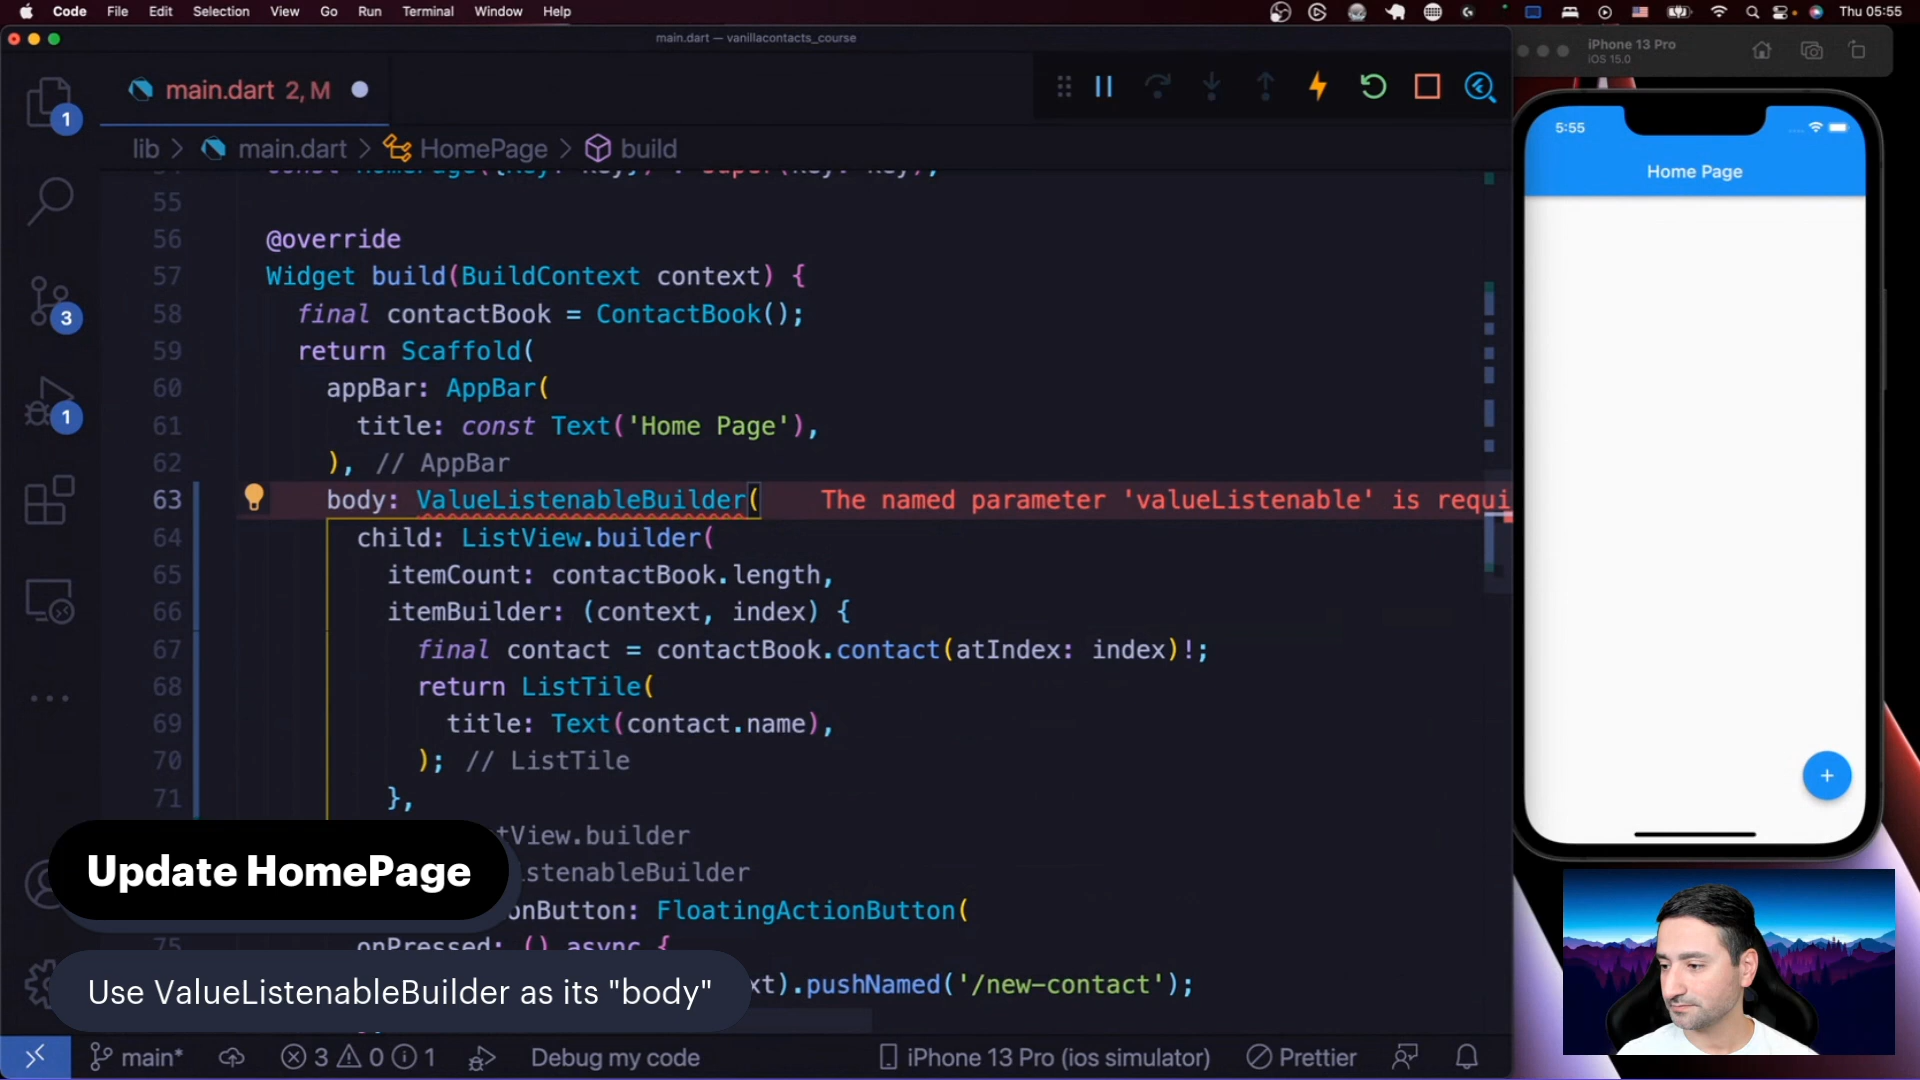 Code File Edit Selection View Go Run Terminal Window Help
Thu 05:55
main.dart — vanillacontacts_course
iPhone 13 Pro
iOS 15.0
main.dart 2, M
1
lib > main.dart > HomePage > build
55
56 @override
57 Widget build(BuildContext context) {
58 final contactBook = ContactBook();
59 return Scaffold(
60 appBar: AppBar(
61 title: const Text('Home Page'),
62 ), // AppBar
63 body: ValueListenableBuilder( The named parameter 'valueListenable' is requi
64 child: ListView.builder(
65 itemCount: contactBook.length,
66 itemBuilder: (context, index) {
67 final contact = contactBook.contact(atIndex: index)!;
68 return ListTile(
69 title: Text(contact.name),
70 ); // ListTile
71 },
tView.builder
istenableBuilder
onButton: FloatingActionButton(
75 onPressed: () async {
xt).pushNamed('/new-contact');
3
1
5:55
Home Page
+
Update HomePage
Use ValueListenableBuilder as its "body"
main* 3 0 1 Debug my code iPhone 13 Pro (ios simulator) Prettier